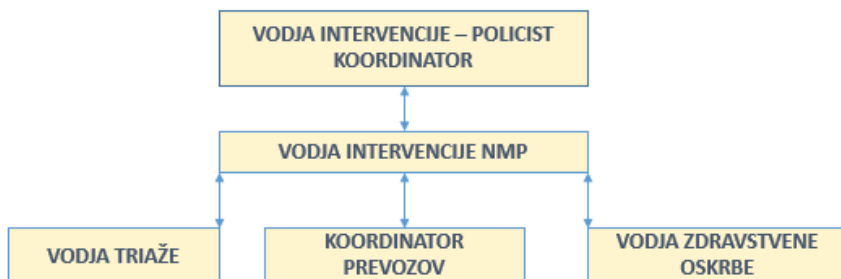 VODJA INTERVENCIJE – POLICIST
KOORDINATOR
VODJA INTERVENCIJE NMP
VODJA TRIAŽE
KOORDINATOR
PREVOZOV
VODJA ZDRAVSTVENE
OSKRBE